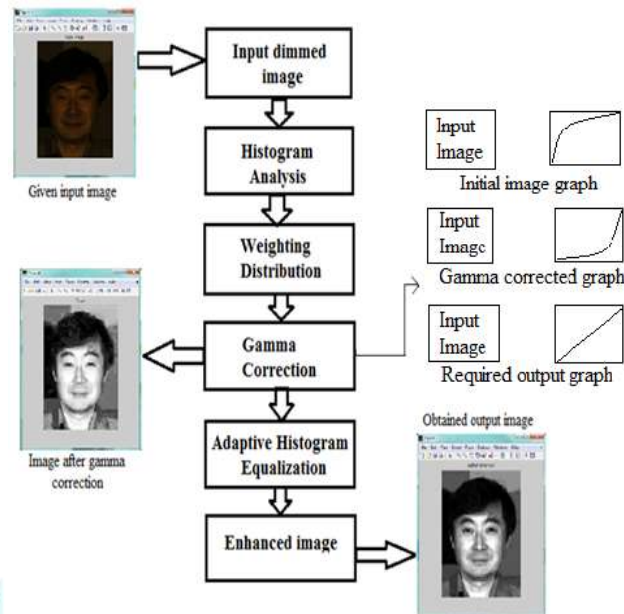 Given input image
Input dimmed
image
Histogram
Analysis
Weighting
Distribution
Gamma
Correction
Adaptive Histogram
Equalization
Enhanced image
Image after gamma
correction
Input
Image
Initial image graph
Input
Image
Gamma corrected graph
Input
Image
Required output graph
Obtained output image